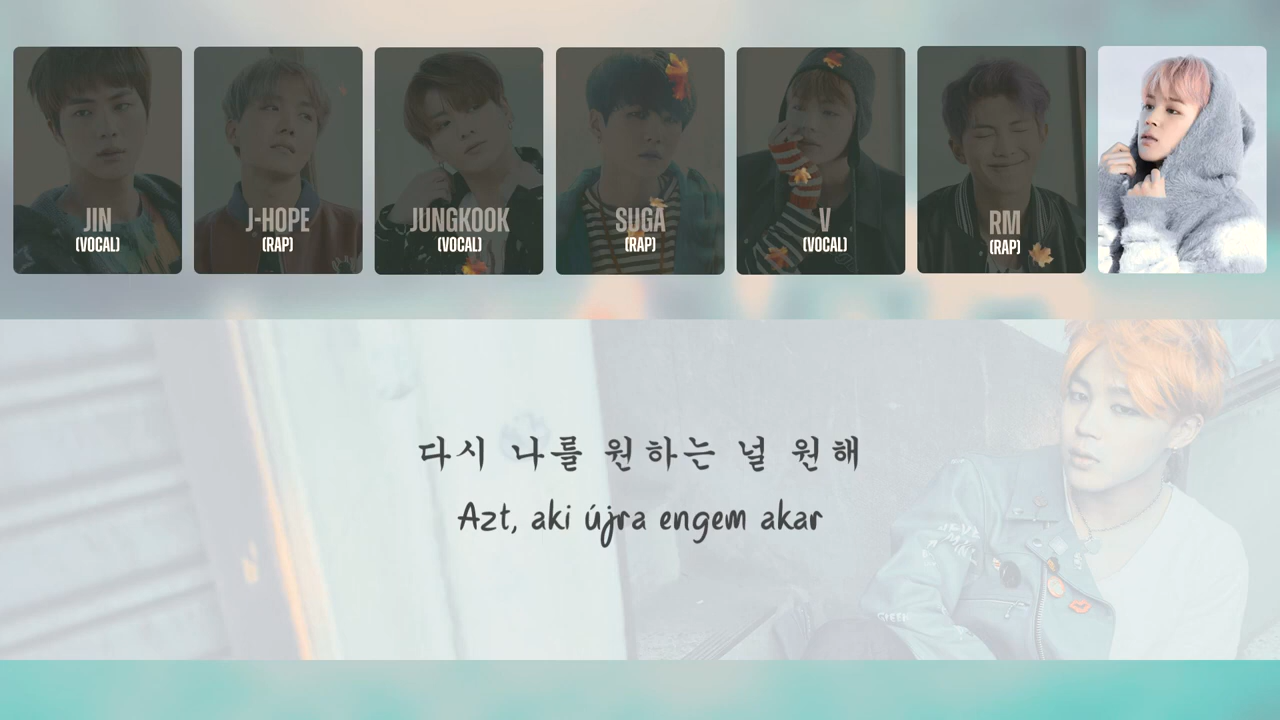 JIN
(VOCAL)
J-HOPE
(RAP)
JUNGKOOK
(VOCAL)
SUGA
(RAP)
V
(VOCAL)
RM
(RAP)
다시 나를 원하는 널 원해
Azt, aki újra engem akar